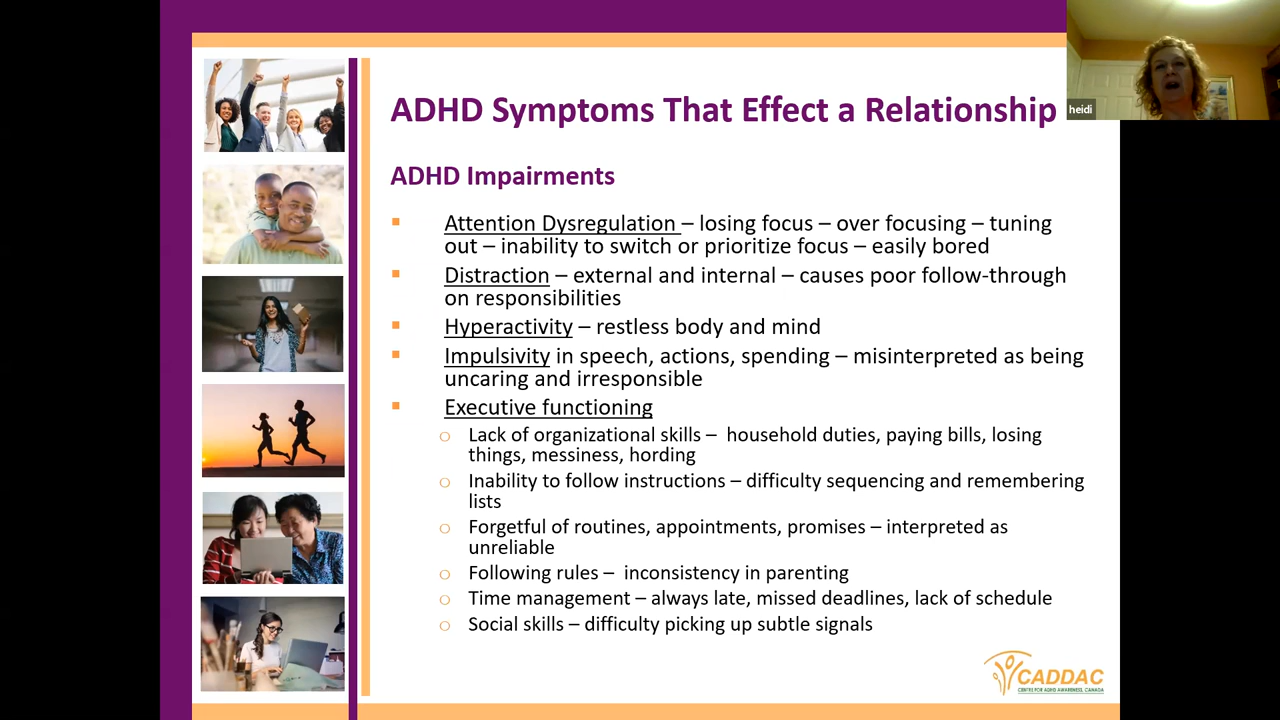 ADHD Symptoms That Effect a Relationship
heidi
ADHD Impairments
Attention Dysregulation – losing focus – over focusing – tuning
out – inability to switch or prioritize focus – easily bored
Distraction – external and internal – causes poor follow-through
on responsibilities
Hyperactivity – restless body and mind
Impulsivity in speech, actions, spending – misinterpreted as being
uncaring and irresponsible
Executive functioning
Lack of organizational skills – household duties, paying bills, losing
things, messiness, hording
Inability to follow instructions – difficulty sequencing and remembering
lists
Forgetful of routines, appointments, promises – interpreted as
unreliable
Following rules – inconsistency in parenting
Time management – always late, missed deadlines, lack of schedule
Social skills – difficulty picking up subtle signals
CADDAC
CENTRE FOR ADHD AWARENESS, CANADA